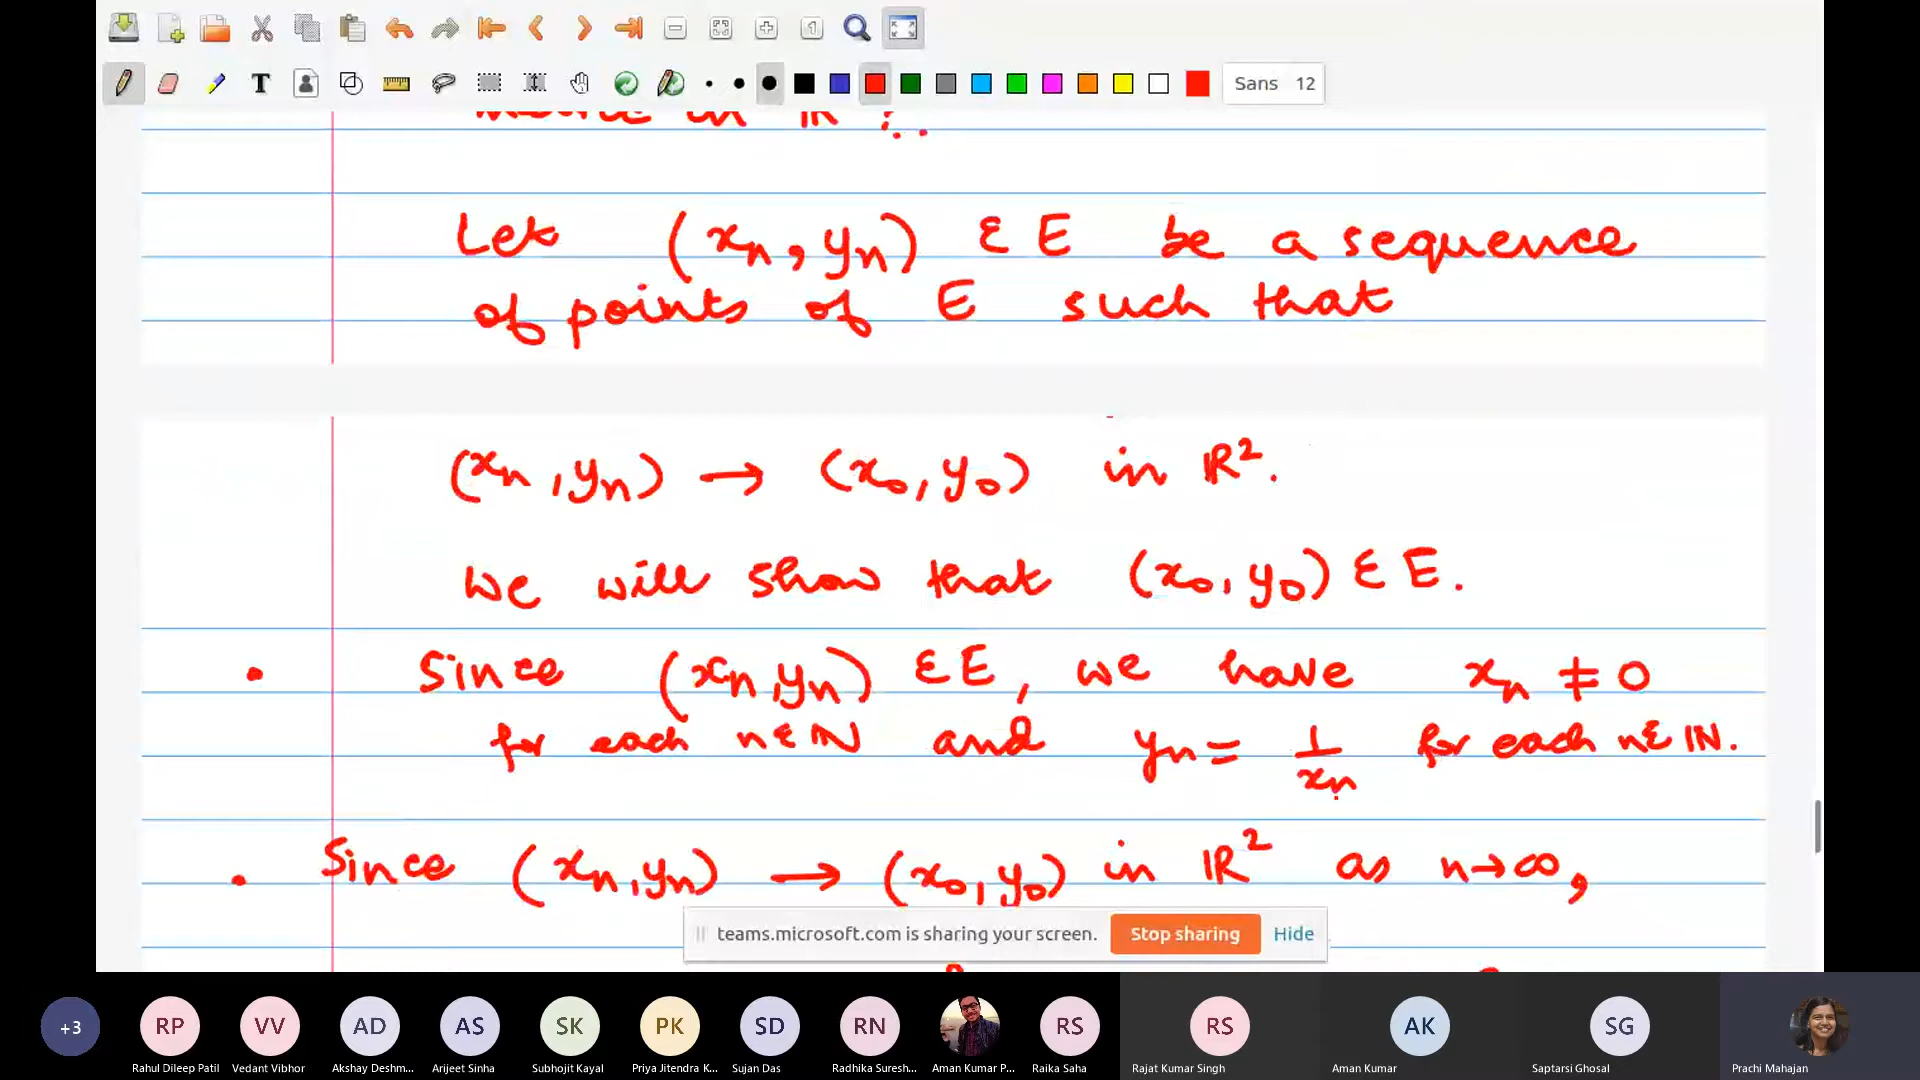 Sans 12
metric in ℝ² ?.
Let (xₙ, yₙ) ∈ E be a sequence
of points of E such that
(xₙ, yₙ) → (x₀, y₀) in ℝ².
We will show that (x₀, y₀) ∈ E.
• Since (xₙ, yₙ) ∈ E, we have xₙ ≠ 0
for each n ∈ ℕ and yₙ = 1/xₙ for each n ∈ ℕ.
• Since (xₙ, yₙ) → (x₀, y₀) in ℝ² as n → ∞,
teams.microsoft.com is sharing your screen. Stop sharing Hide
+3 RP VV AD AS SK PK SD RN RS RS AK SG
Rahul Dileep Patil Vedant Vibhor Akshay Deshm... Arijeet Sinha Subhojit Kayal Priya Jitendra K... Sujan Das Radhika Suresh... Aman Kumar P... Raika Saha Rajat Kumar Singh Aman Kumar Saptarsi Ghosal Prachi Mahajan